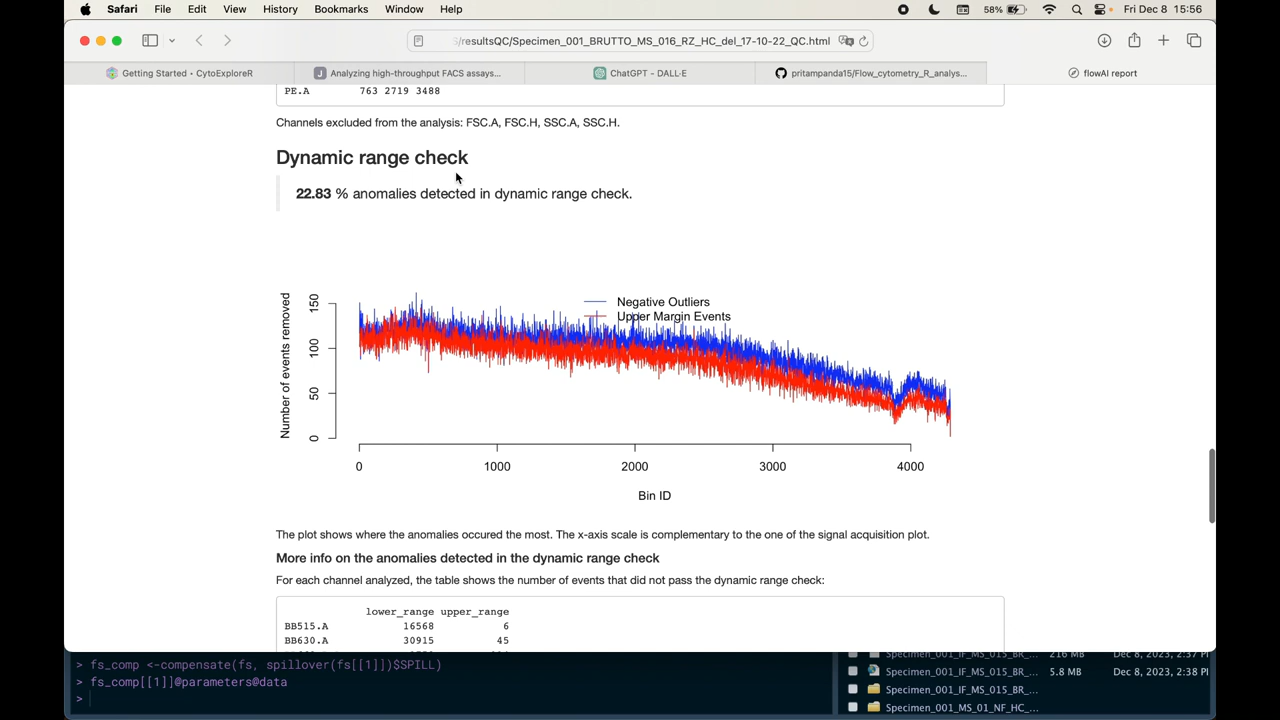 Safari File Edit View History Bookmarks Window Help 58% Fri Dec 8 15:56
/resultsQC/Specimen_001_BRUTTO_MS_016_RZ_HC_del_17-10-22_QC.html
Getting Started • CytoExploreR
Analyzing high-throughput FACS assays...
ChatGPT - DALL·E
pritampanda15/Flow_cytometry_R_analys...
flowAI report
PE.A 763 2719 3488
Channels excluded from the analysis: FSC.A, FSC.H, SSC.A, SSC.H.
Dynamic range check
22.83 % anomalies detected in dynamic range check.
Negative Outliers
Upper Margin Events
Number of events removed
150
100
50
0
0 1000 2000 3000 4000
Bin ID
The plot shows where the anomalies occured the most. The x-axis scale is complementary to the one of the signal acquisition plot.
More info on the anomalies detected in the dynamic range check
For each channel analyzed, the table shows the number of events that did not pass the dynamic range check:
lower_range upper_range
BB515.A 16568 6
BB630.A 30915 45
> fs_comp <-compensate(fs, spillover(fs[[1]])$SPILL)
> fs_comp[[1]]@parameters@data
>
Specimen_001_IF_MS_015_BR_... 216 MB Dec 8, 2023, 2:37 P
Specimen_001_IF_MS_015_BR_... 5.8 MB Dec 8, 2023, 2:38 P
Specimen_001_IF_MS_015_BR_...
Specimen_001_MS_01_NF_HC_...